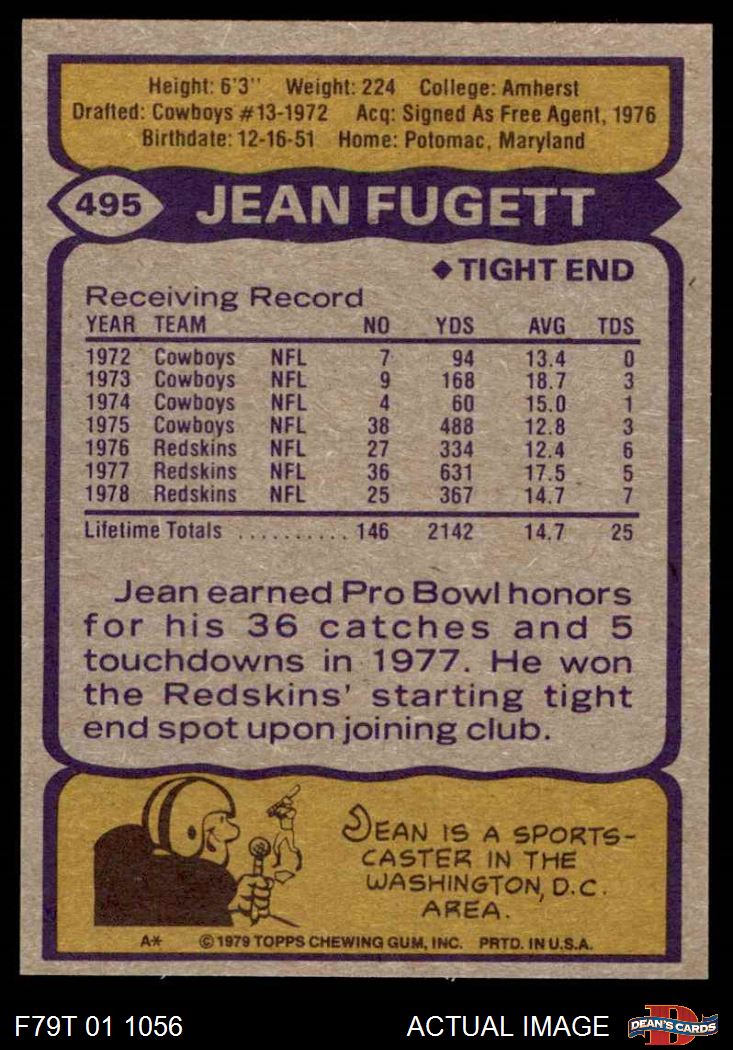 Height: 6'3'' Weight: 224 College: Amherst
Drafted: Cowboys #13-1972 Acq: Signed As Free Agent, 1976
Birthdate: 12-16-51 Home: Potomac, Maryland
495 JEAN FUGETT
◆ TIGHT END
Receiving Record
YEAR TEAM NO YDS AVG TDS
1972 Cowboys NFL 7 94 13.4 0
1973 Cowboys NFL 9 168 18.7 3
1974 Cowboys NFL 4 60 15.0 1
1975 Cowboys NFL 38 488 12.8 3
1976 Redskins NFL 27 334 12.4 6
1977 Redskins NFL 36 631 17.5 5
1978 Redskins NFL 25 367 14.7 7
Lifetime Totals .......... 146 2142 14.7 25
Jean earned Pro Bowl honors
for his 36 catches and 5
touchdowns in 1977. He won
the Redskins' starting tight
end spot upon joining club.
JEAN IS A SPORTS-
CASTER IN THE
WASHINGTON, D.C.
AREA.
A* © 1979 TOPPS CHEWING GUM, INC. PRTD. IN U.S.A.
F79T 01 1056 ACTUAL IMAGE D DEAN'S CARDS